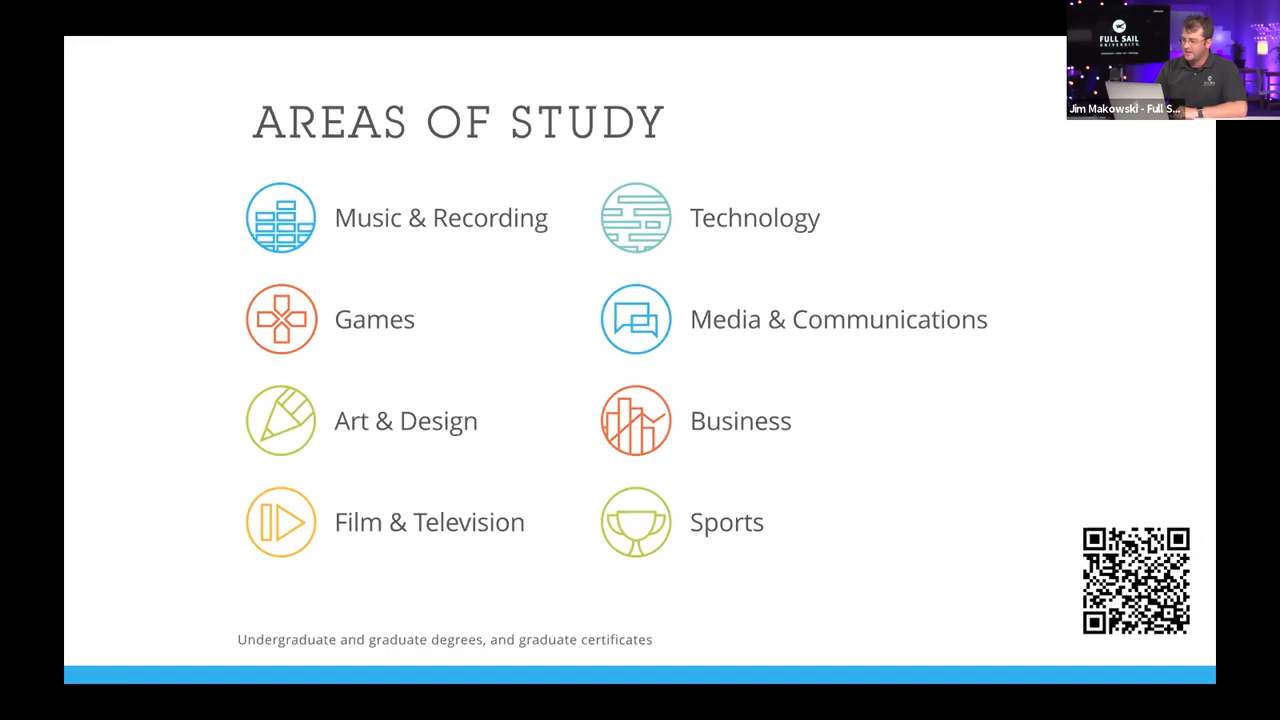 AREAS OF STUDY
Music & Recording
Technology
Games
Media & Communications
Art & Design
Business
Film & Television
Sports
Undergraduate and graduate degrees, and graduate certificates
FULL SAIL
UNIVERSITY
Jim Makowski - Full S...